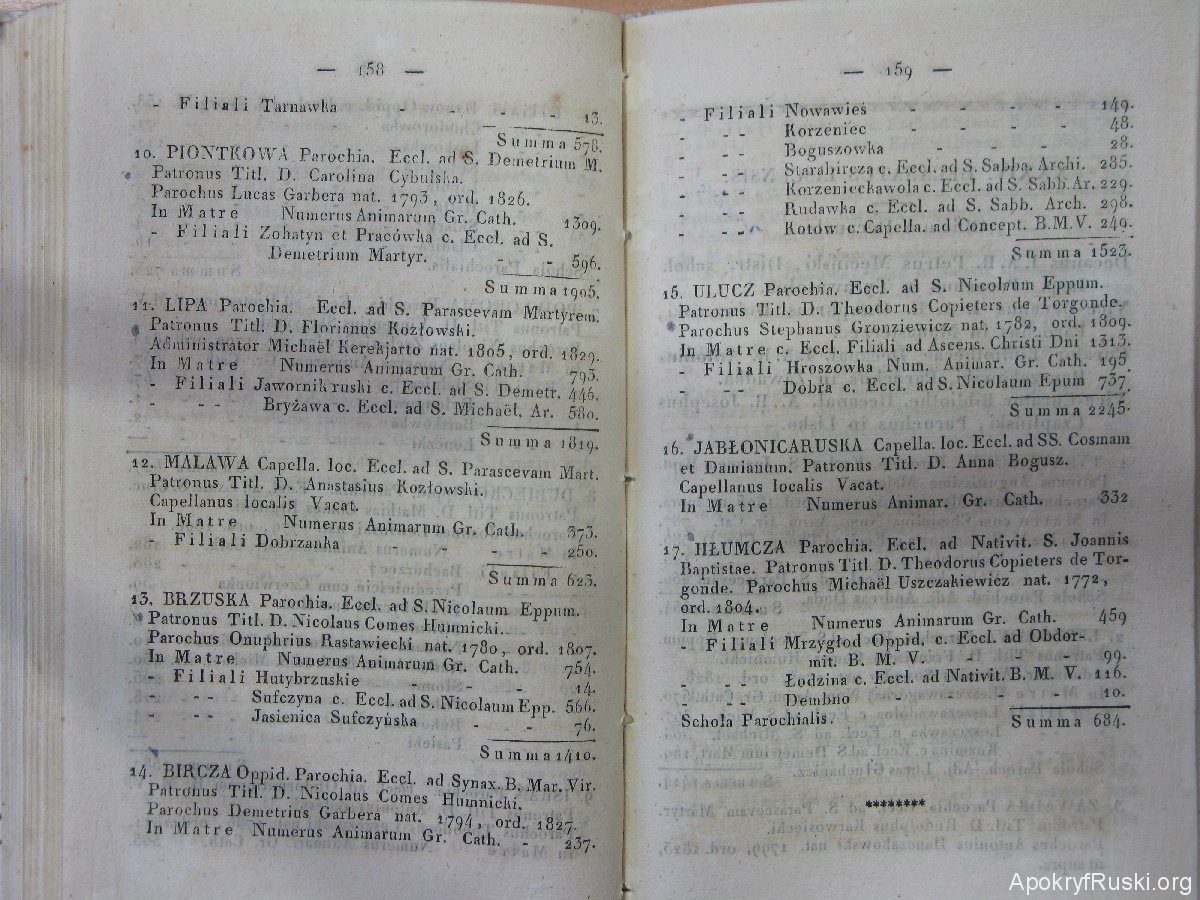 — 158 —
- Filiali Tarnawka - - - 13.
Summa 578.
10. PIONTKOWA Parochia. Eccl. ad S. Demetrium M.
Patronus Titl. D. Carolina Cybulska.
Parochus Lucas Garbera nat. 1793, ord. 1826.
In Matre Numerus Animarum Gr. Cath. 1309.
- Filiali Zohatyn et Pracówka c. Eccl. ad S.
Demetrium Martyr. - - 596.
Summa 1905.
11. LIPA Parochia. Eccl. ad S. Parascevam Martyrem.
Patronus Titl. D. Florianus Kozłowski.
Administrator Michaël Kerekjarto nat. 1805, ord. 1829.
In Matre Numerus Animarum Gr. Cath. 793.
- Filiali Jawornik ruski c. Eccl. ad S. Demetr. 446.
- - - Bryżawa c. Eccl. ad S. Michaël. Ar. 580.
Summa 1819.
12. MALAWA Capella. loc. Eccl. ad S. Parascevam Mart.
Patronus Titl. D. Anastasius Kozłowski.
Capellanus localis Vacat.
In Matre Numerus Animarum Gr. Cath. 373.
- Filiali Dobrzanka - - - - 250.
Summa 623.
13. BRZUSKA Parochia. Eccl. ad S. Nicolaum Eppum.
Patronus Titl. D. Nicolaus Comes Humnicki.
Parochus Onuphrius Rastawiecki nat. 1780, ord. 1807.
In Matre Numerus Animarum Gr. Cath. 754.
- Filiali Hutybrzuskie - - - - 14.
- - - Sufczyna c. Eccl. ad S. Nicolaum Epp. 566.
- - - Jasienica Sufczyńska - - 76.
Summa 1410.
14. BIRCZA Oppid. Parochia. Eccl. ad Synax. B. Mar. Vir.
Patronus Titl. D. Nicolaus Comes Humnicki.
Parochus Demetrius Garbera nat. 1794, ord. 1827.
In Matre Numerus Animarum Gr. Cath. - 237.
— 159 —
- Filiali Nowawieś - - - - 149.
- - - Korzeniec - - - - 48.
- - - Boguszowka - - - 28.
- - - Starabircza c. Eccl. ad S. Sabba. Archi. 285.
- - - Korzenieckawola c. Eccl. ad S. Sabb. Ar. 229.
- - - Rudawka c. Eccl. ad S. Sabb. Arch. 298.
- - - Kotów c. Capella. ad Concept. B. M. V. 249.
Summa 1523.
15. ULUCZ Parochia. Eccl. ad S. Nicolaum Eppum.
Patronus Titl. D. Theodorus Copieters de Torgonde.
Parochus Stephanus Gronziewicz nat. 1782, ord. 1809.
In Matre c. Eccl. Filiali ad Ascens. Christi Dni 1313.
- Filiali Hroszowka Num. Animar. Gr. Cath. 195
- - - Dobra c. Eccl. ad S. Nicolaum Epum 737.
Summa 2245.
16. JABŁONICARUSKA Capella. loc. Eccl. ad SS. Cosmam
et Damianum. Patronus Titl. D. Anna Bogusz.
Capellanus localis Vacat.
In Matre Numerus Animar. Gr. Cath. 332
17. HŁUMCZA Parochia. Eccl. ad Nativit. S. Joannis
Baptistae. Patronus Titl. D. Theodorus Copieters de Tor-
gonde. Parochus Michaël Uszczakiewicz nat. 1772,
ord. 1804.
In Matre Numerus Animarum Gr. Cath. 459
- Filiali Mrzygłod Oppid. c. Eccl. ad Obdor-
mit. B. M. V. - - - - 99.
- - - Łodzina c. Eccl. ad Nativit. B. M. V. 116.
- - - Dembno - - - - - 10.
Schola Parochialis. Summa 684.
********
ApokryfRuski.org